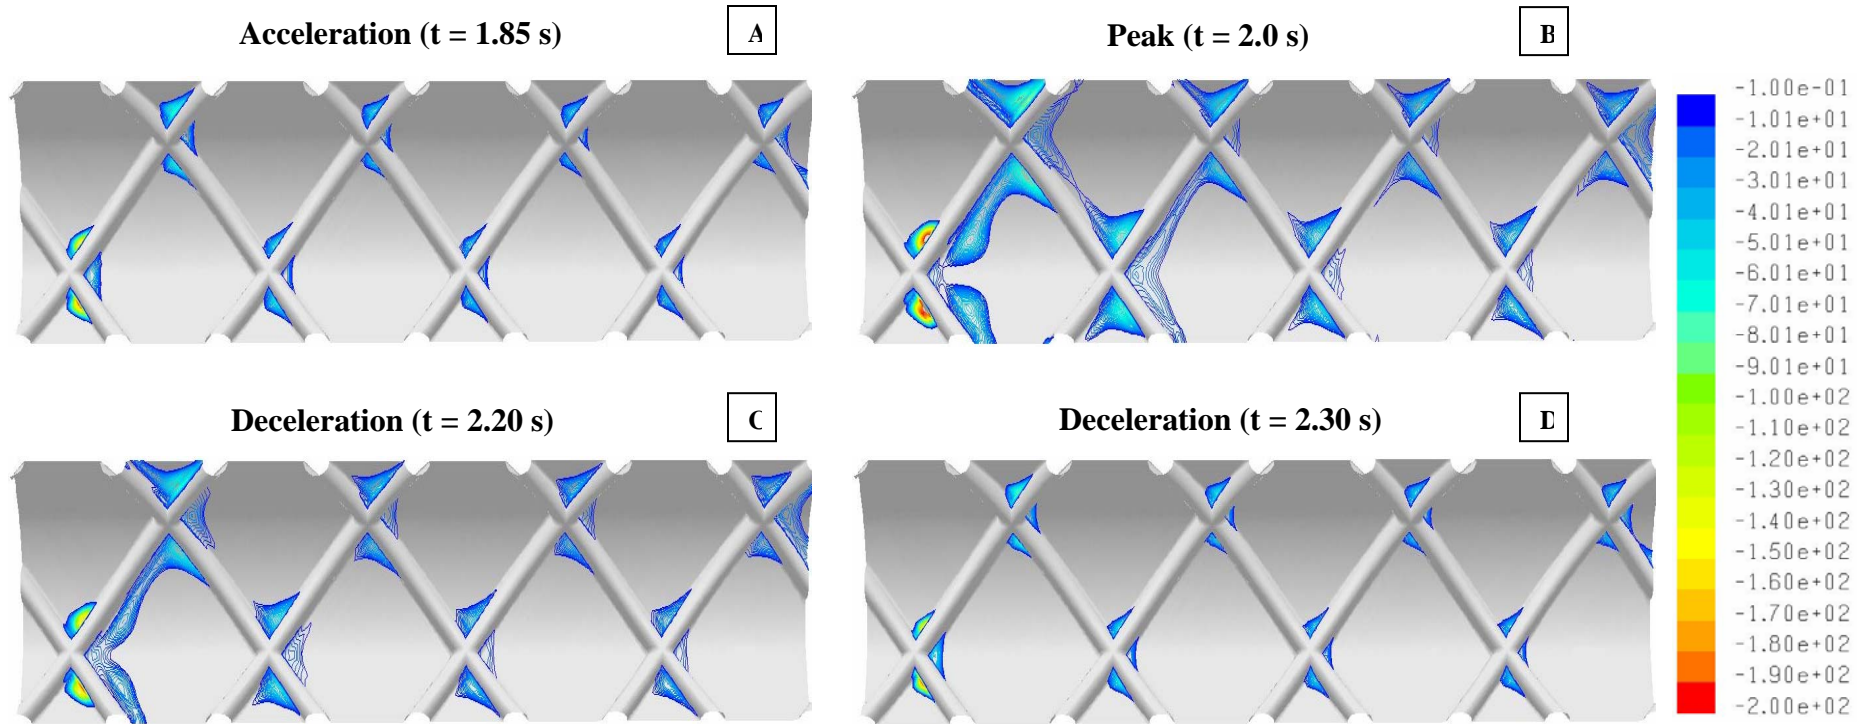 Acceleration (t = 1.85 s)
A
Peak (t = 2.0 s)
B
Deceleration (t = 2.20 s)
C
Deceleration (t = 2.30 s)
D
-1.00e-01
-1.01e+01
-2.01e+01
-3.01e+01
-4.01e+01
-5.01e+01
-6.01e+01
-7.01e+01
-8.01e+01
-9.01e+01
-1.00e+02
-1.10e+02
-1.20e+02
-1.30e+02
-1.40e+02
-1.50e+02
-1.60e+02
-1.70e+02
-1.80e+02
-1.90e+02
-2.00e+02